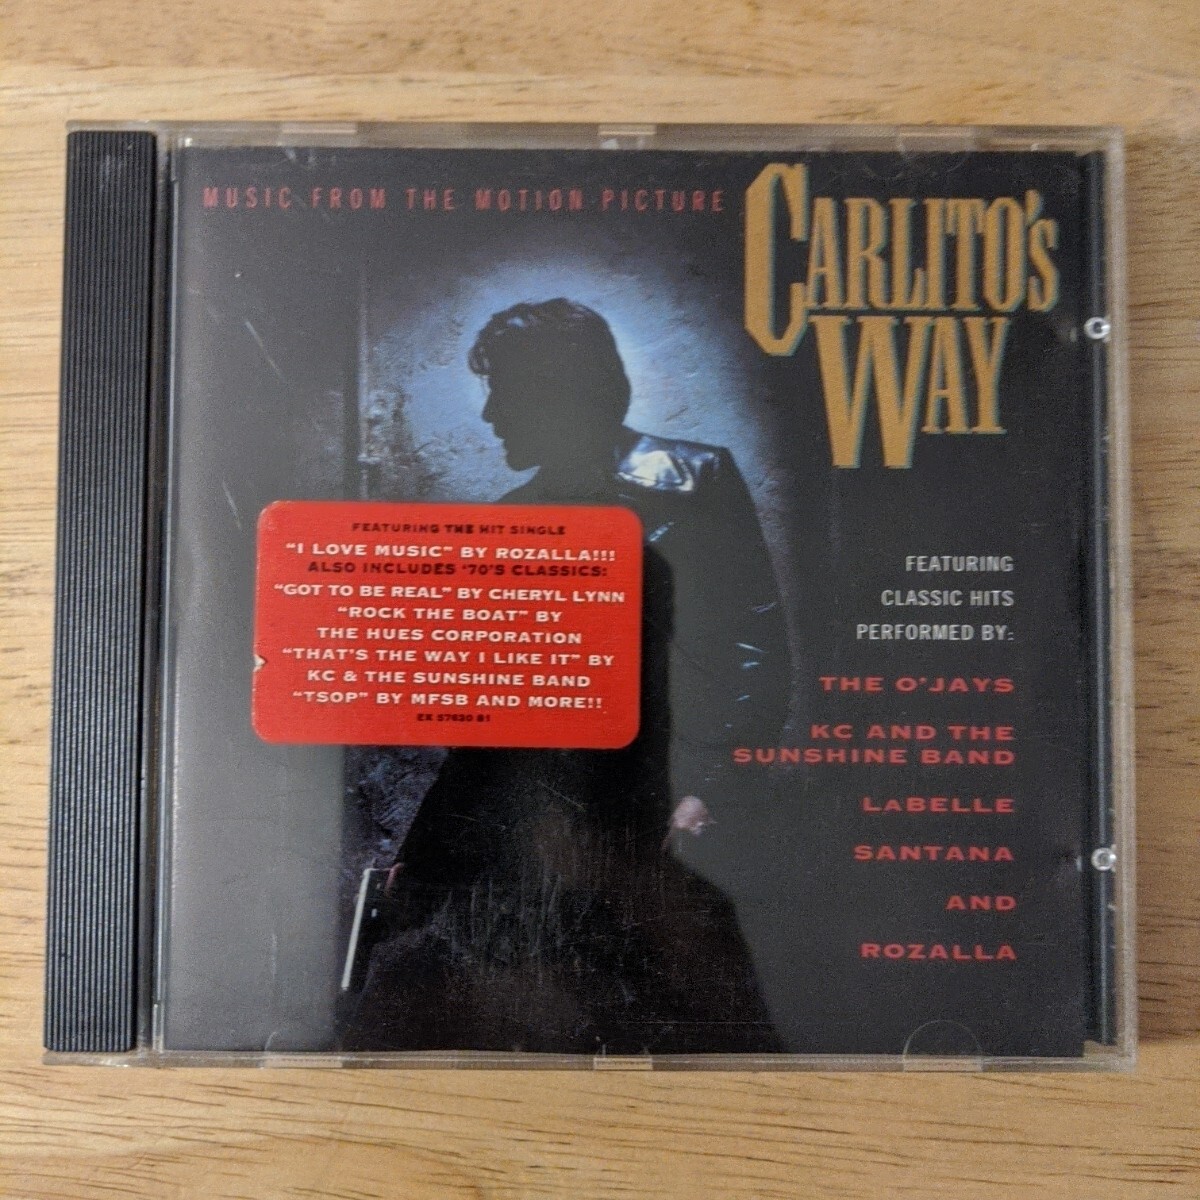 MUSIC FROM THE MOTION PICTURE
CARLITO'S
WAY
FEATURING THE HIT SINGLE
"I LOVE MUSIC" BY ROZALLA!!!
ALSO INCLUDES '70'S CLASSICS:
"GOT TO BE REAL" BY CHERYL LYNN
"ROCK THE BOAT" BY
THE HUES CORPORATION
"THAT'S THE WAY I LIKE IT" BY
KC & THE SUNSHINE BAND
"TSOP" BY MFSB AND MORE!!
EK 57620 S1
FEATURING
CLASSIC HITS
PERFORMED BY:
THE O'JAYS
KC AND THE
SUNSHINE BAND
LABELLE
SANTANA
AND
ROZALLA